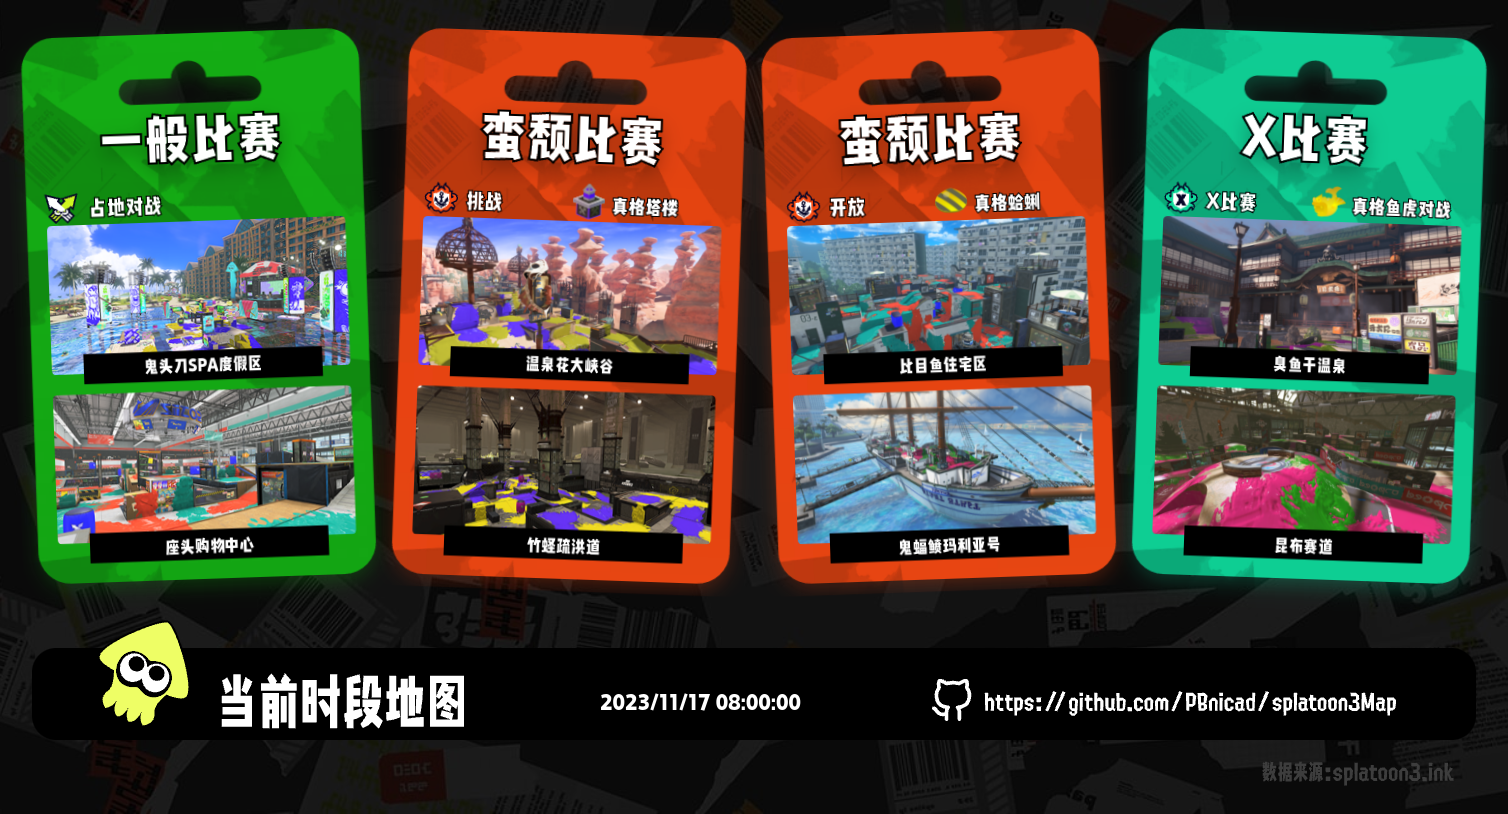 一般比赛
占地对战
鬼头刀SPA度假区
座头购物中心
蛮颓比赛
挑战
真格塔楼
温泉花大峡谷
竹蛏疏洪道
蛮颓比赛
开放
真格蛤蜊
比目鱼住宅区
鬼蝠鲼玛利亚号
X比赛
X比赛
真格鱼虎对战
臭鱼干温泉
昆布赛道
当前时段地图
2023/11/17 08:00:00
https://github.com/PBnicad/splatoon3Map
数据来源:splatoon3.ink